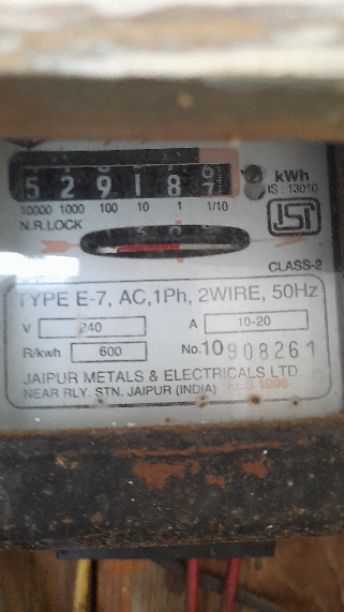 kWh
IS : 13010
5 2 9 1 8 7
10000 1000 100 10 1 1/10
N.R.LOCK
ISI
CLASS-2
TYPE E-7, AC,1Ph, 2WIRE, 50Hz
V 240 A 10-20
R/kwh 600 No.10908261
JAIPUR METALS & ELECTRICALS LTD
NEAR RLY. STN. JAIPUR (INDIA)